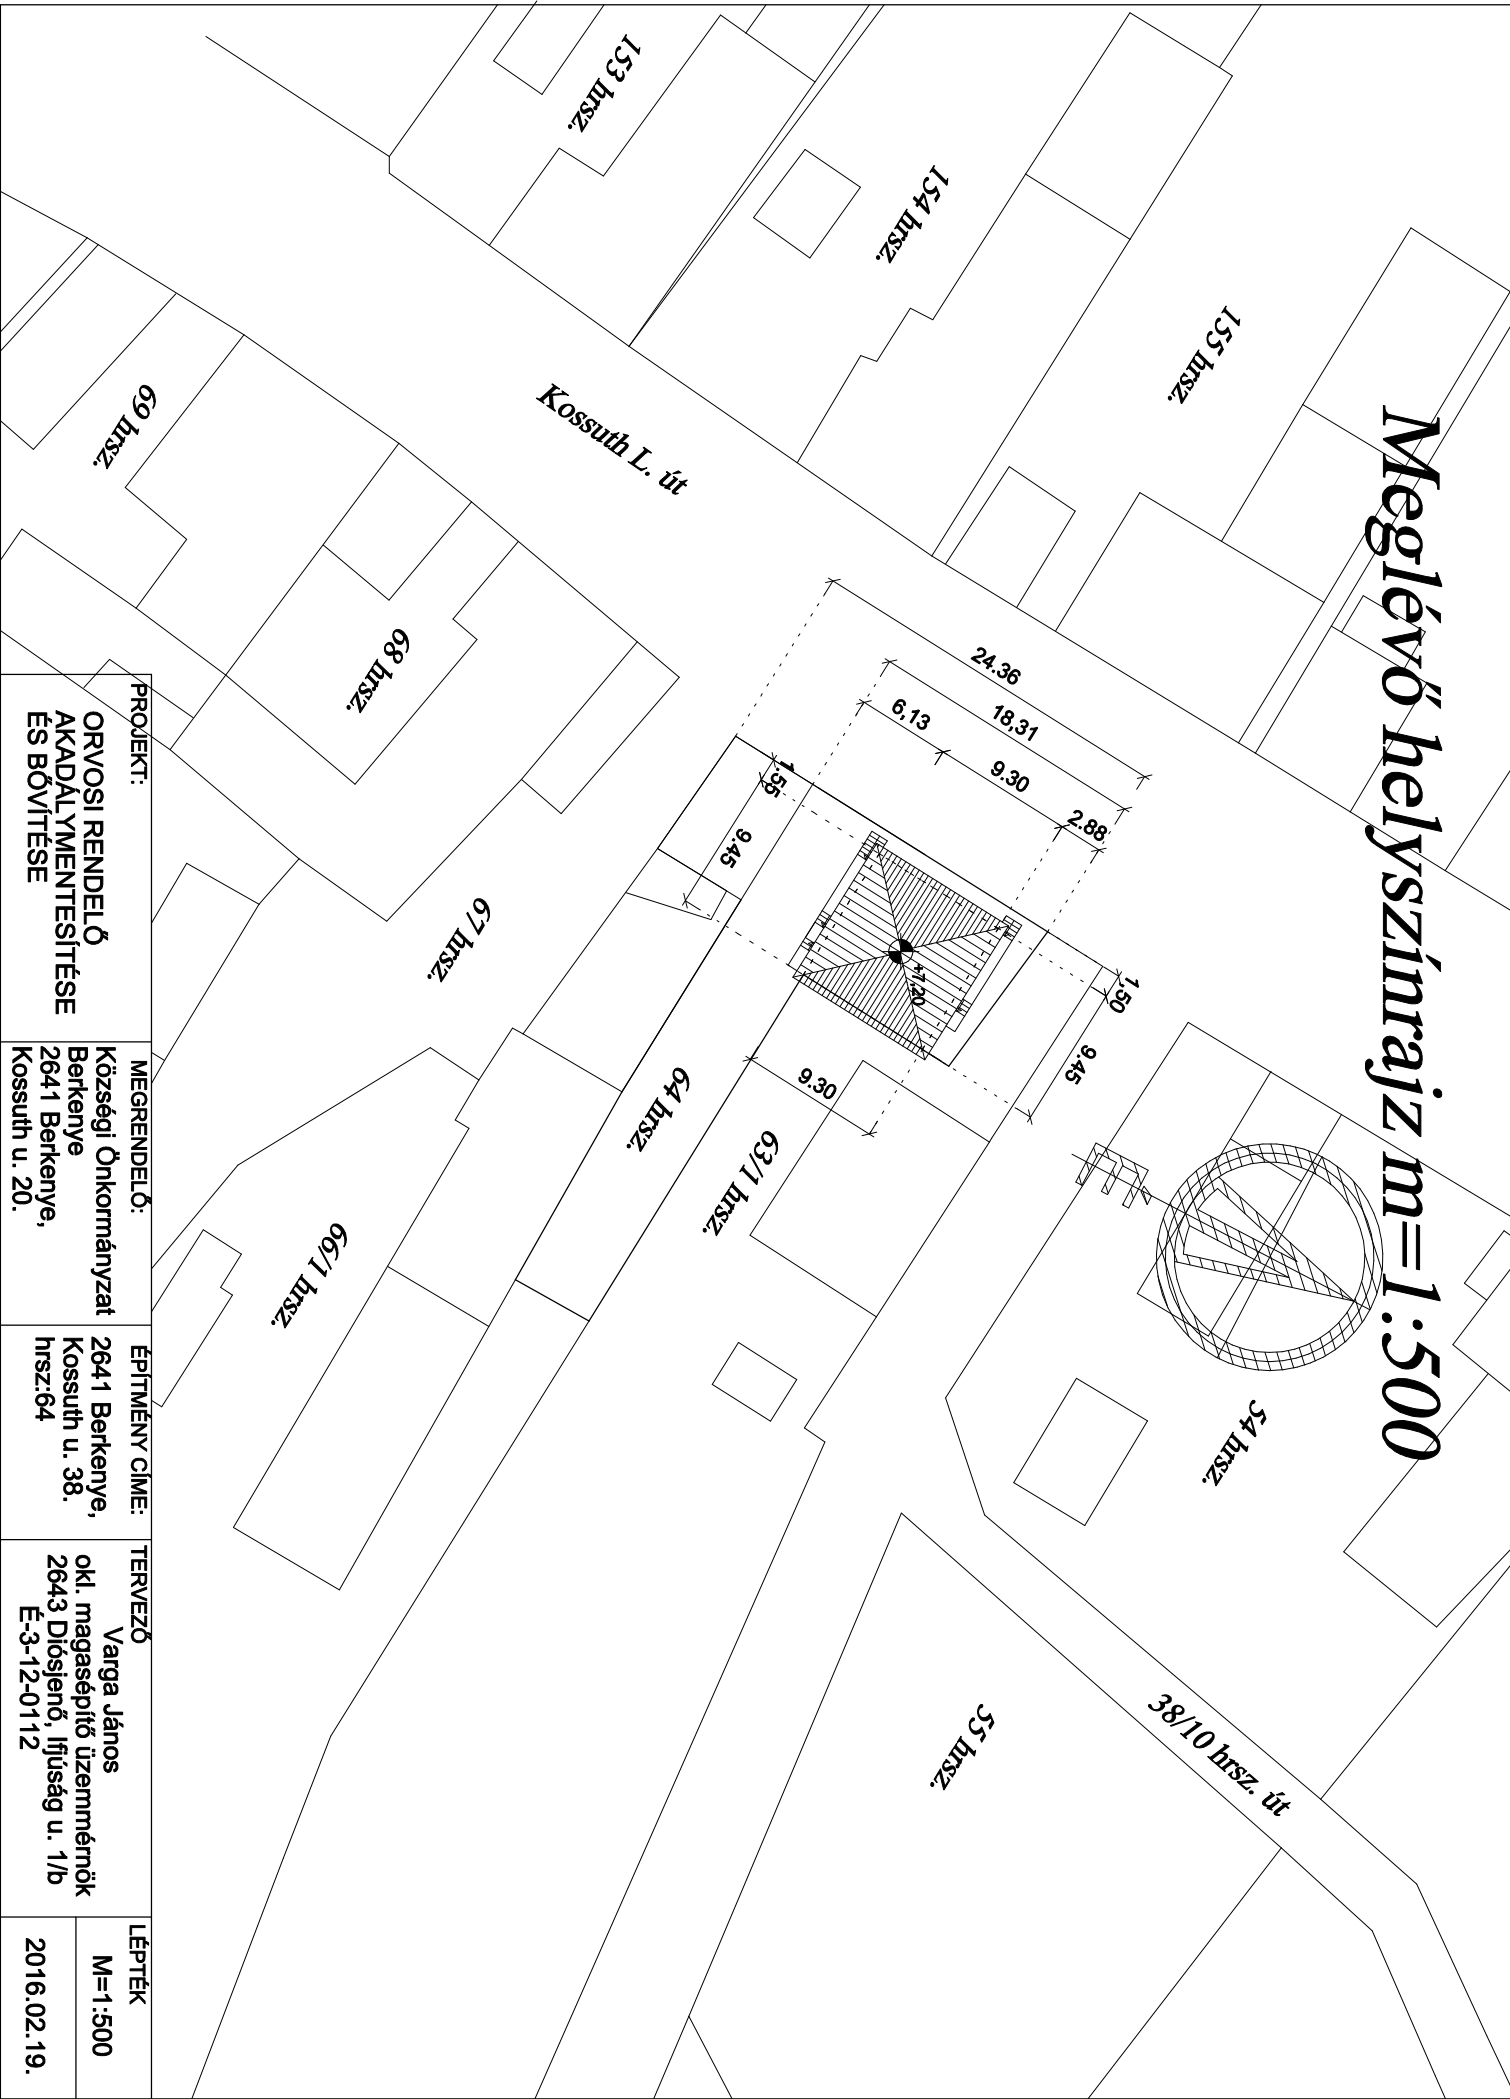 Meglévő helyszínrajz m=1:500
153 hrsz.
154 hrsz.
155 hrsz.
Kossuth L. út
69 hrsz.
68 hrsz.
67 hrsz.
64 hrsz.
63/1 hrsz.
66/1 hrsz.
54 hrsz.
55 hrsz.
38/10 hrsz. út
24.36
18,31
6,13
9.30
2.88
1.55
9.45
1,50
9.45
9.30
+7,20
É
PROJEKT:
ORVOSI RENDELŐ
AKADÁLYMENTESÍTÉSE
ÉS BŐVÍTÉSE
MEGRENDELŐ:
Községi Önkormányzat
Berkenye
2641 Berkenye,
Kossuth u. 20.
ÉPÍTMÉNY CÍME:
2641 Berkenye,
Kossuth u. 38.
hrsz:64
TERVEZŐ
Varga János
okl. magasépítő üzemmérnök
2643 Diósjenő, Ifjúság u. 1/b
É-3-12-0112
LÉPTÉK
M=1:500
2016.02.19.